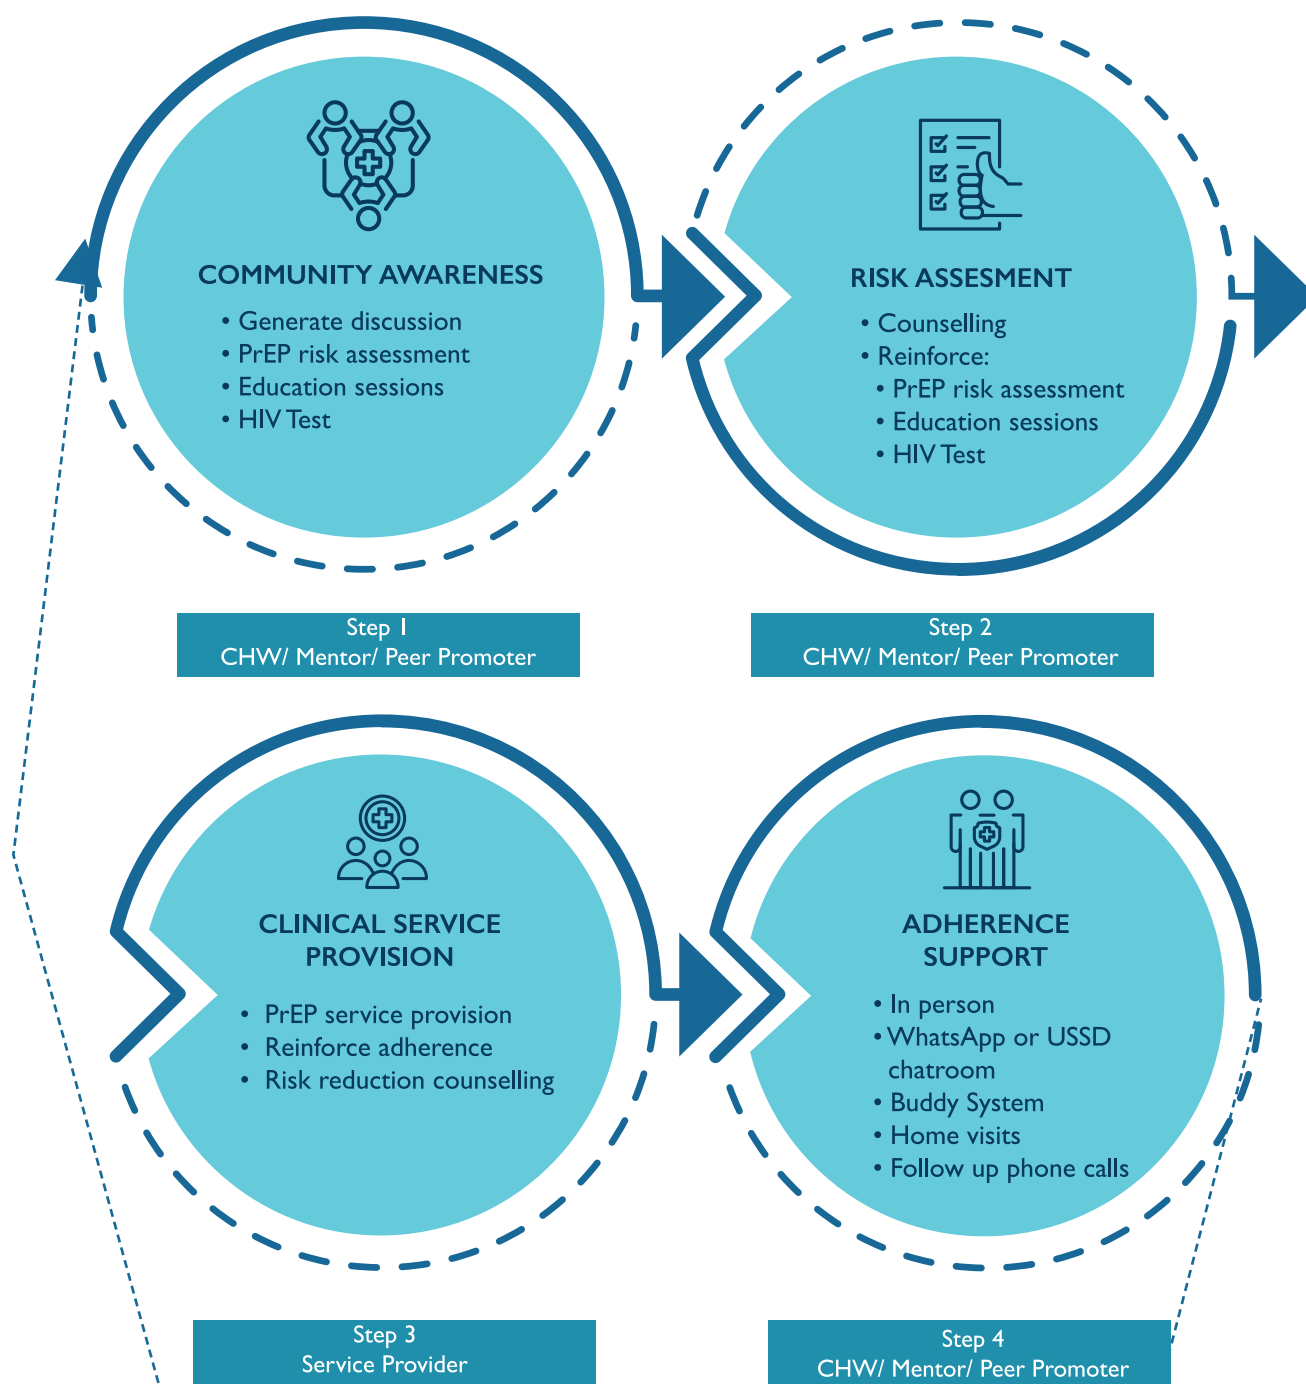 COMMUNITY AWARENESS
• Generate discussion
• PrEP risk assessment
• Education sessions
• HIV Test
Step 1
CHW/ Mentor/ Peer Promoter
RISK ASSESMENT
• Counselling
• Reinforce:
• PrEP risk assessment
• Education sessions
• HIV Test
Step 2
CHW/ Mentor/ Peer Promoter
CLINICAL SERVICE
PROVISION
• PrEP service provision
• Reinforce adherence
• Risk reduction counselling
Step 3
Service Provider
ADHERENCE
SUPPORT
• In person
• WhatsApp or USSD
chatroom
• Buddy System
• Home visits
• Follow up phone calls
Step 4
CHW/ Mentor/ Peer Promoter